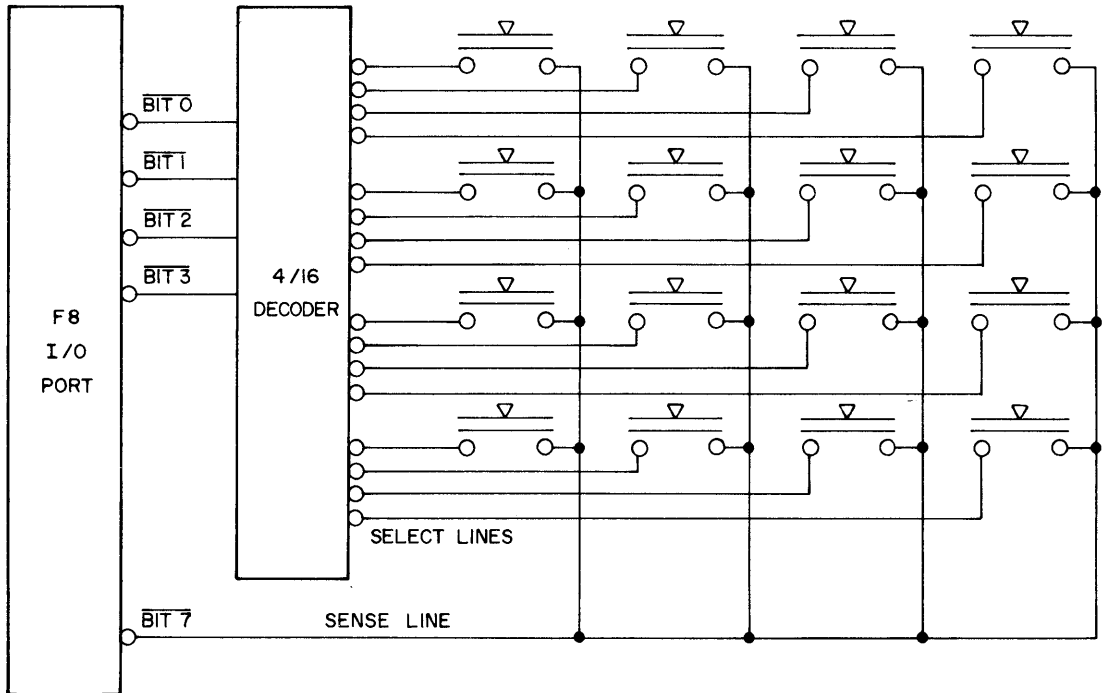 BIT 0
BIT 1
BIT 2
BIT 3
F8
I/O
PORT
4/16
DECODER
SELECT LINES
BIT 7
SENSE LINE